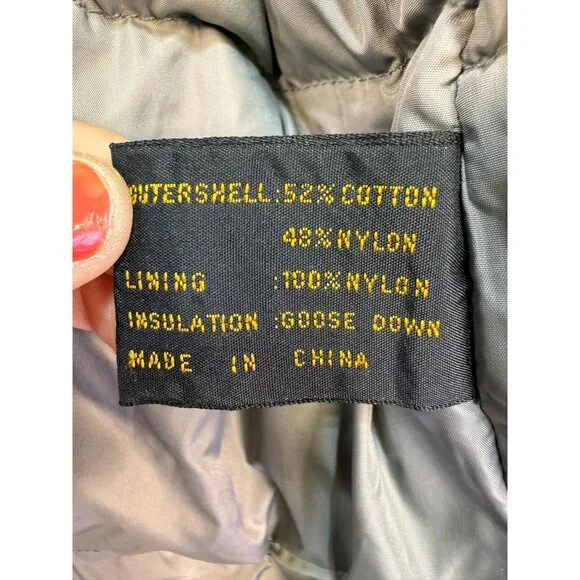 OUTERSHELL:52% COTTON
48% NYLON
LINING :100% NYLON
INSULATION :GOOSE DOWN
MADE IN CHINA